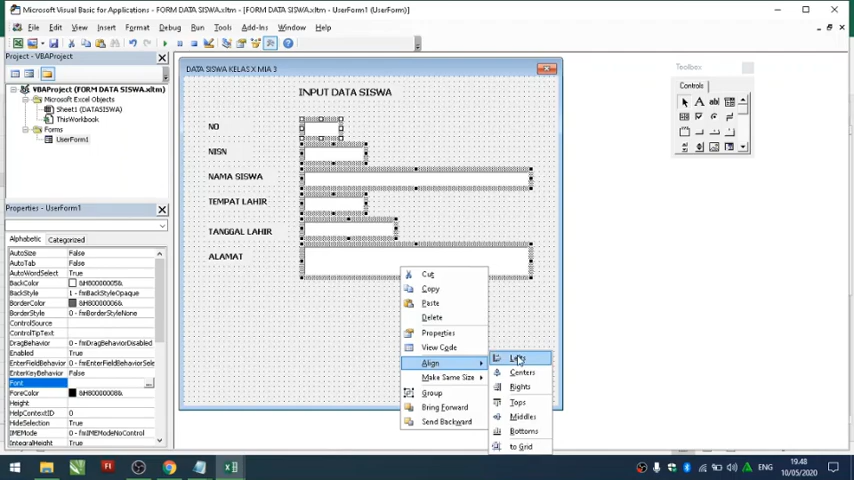 Microsoft Visual Basic for Applications - FORM DATA SISWA.xltm - [FORM DATA SISWA.xltm - UserForm1 (UserForm)]
File Edit View Insert Format Debug Run Tools Add-Ins Window Help
Project - VBAProject
VBAProject (FORM DATA SISWA.xltm)
Microsoft Excel Objects
Sheet1 (DATASISWA)
ThisWorkbook
Forms
UserForm1
Properties - UserForm1
Alphabetic Categorized
AutoSize False
AutoTab False
AutoWordSelect True
BackColor &H80000005&
BackStyle 1 - fmBackStyleOpaque
BorderColor &H80000006&
BorderStyle 0 - fmBorderStyleNone
ControlSource
ControlTipText
DragBehavior 0 - fmDragBehaviorDisabled
Enabled True
EnterFieldBehavior 0 - fmEnterFieldBehaviorSelec
EnterKeyBehavior False
Font
ForeColor &H80000008&
Height
HelpContextID 0
HideSelection True
IMEMode 0 - fmIMEModeNoControl
IntegralHeight True
DATA SISWA KELAS X MIA 3
INPUT DATA SISWA
NO
NISN
NAMA SISWA
TEMPAT LAHIR
TANGGAL LAHIR
ALAMAT
Cut
Copy
Paste
Delete
Properties
View Code
Align
Make Same Size
Group
Bring Forward
Send Backward
Lefts
Centers
Rights
Tops
Middles
Bottoms
to Grid
Toolbox
Controls
ENG
19.48
10/05/2020